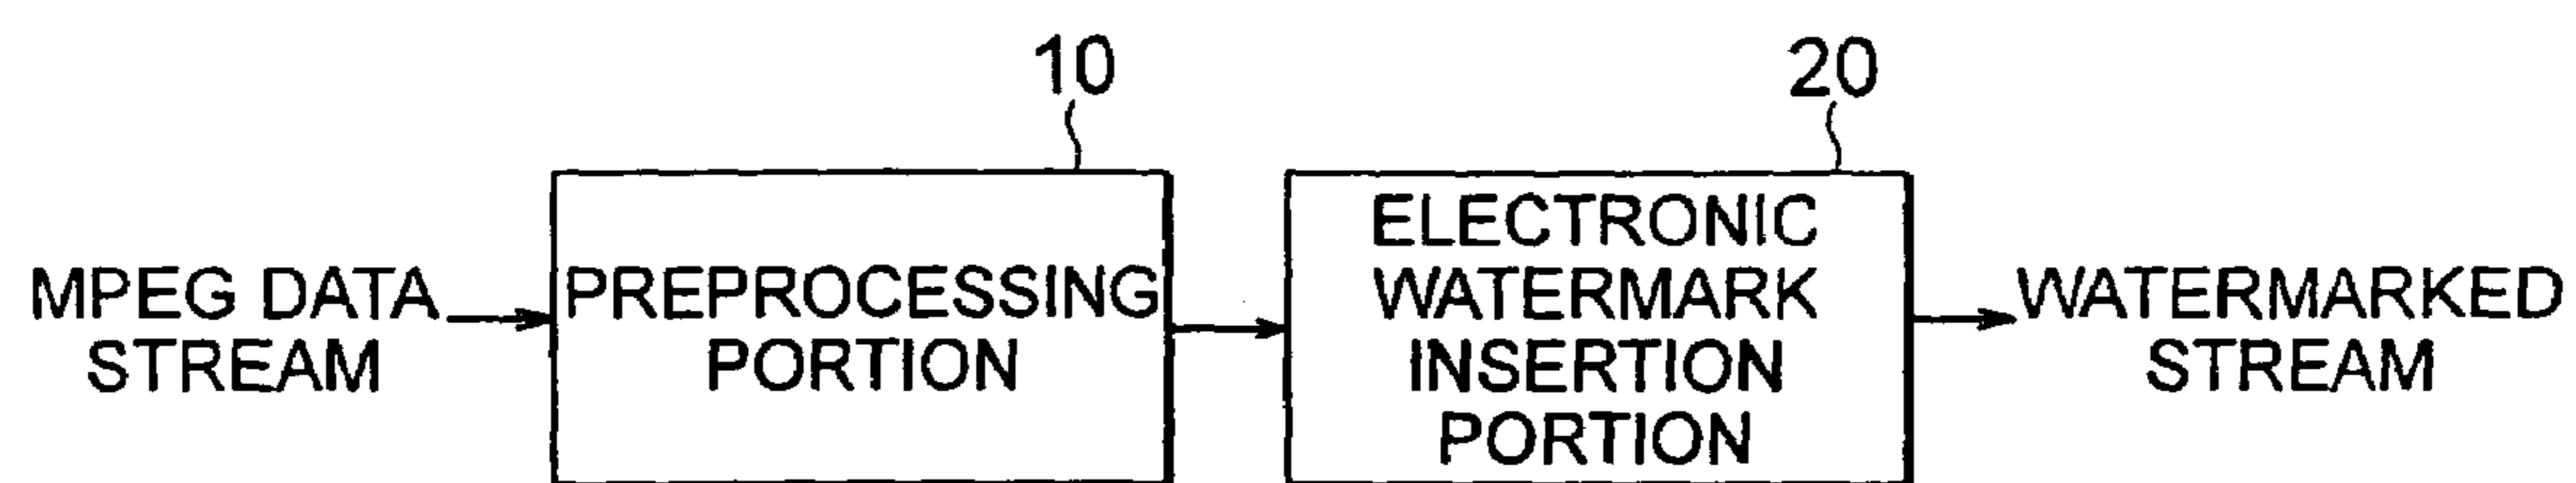 10
20
MPEG DATA
STREAM
PREPROCESSING
PORTION
ELECTRONIC
WATERMARK
INSERTION
PORTION
WATERMARKED
STREAM